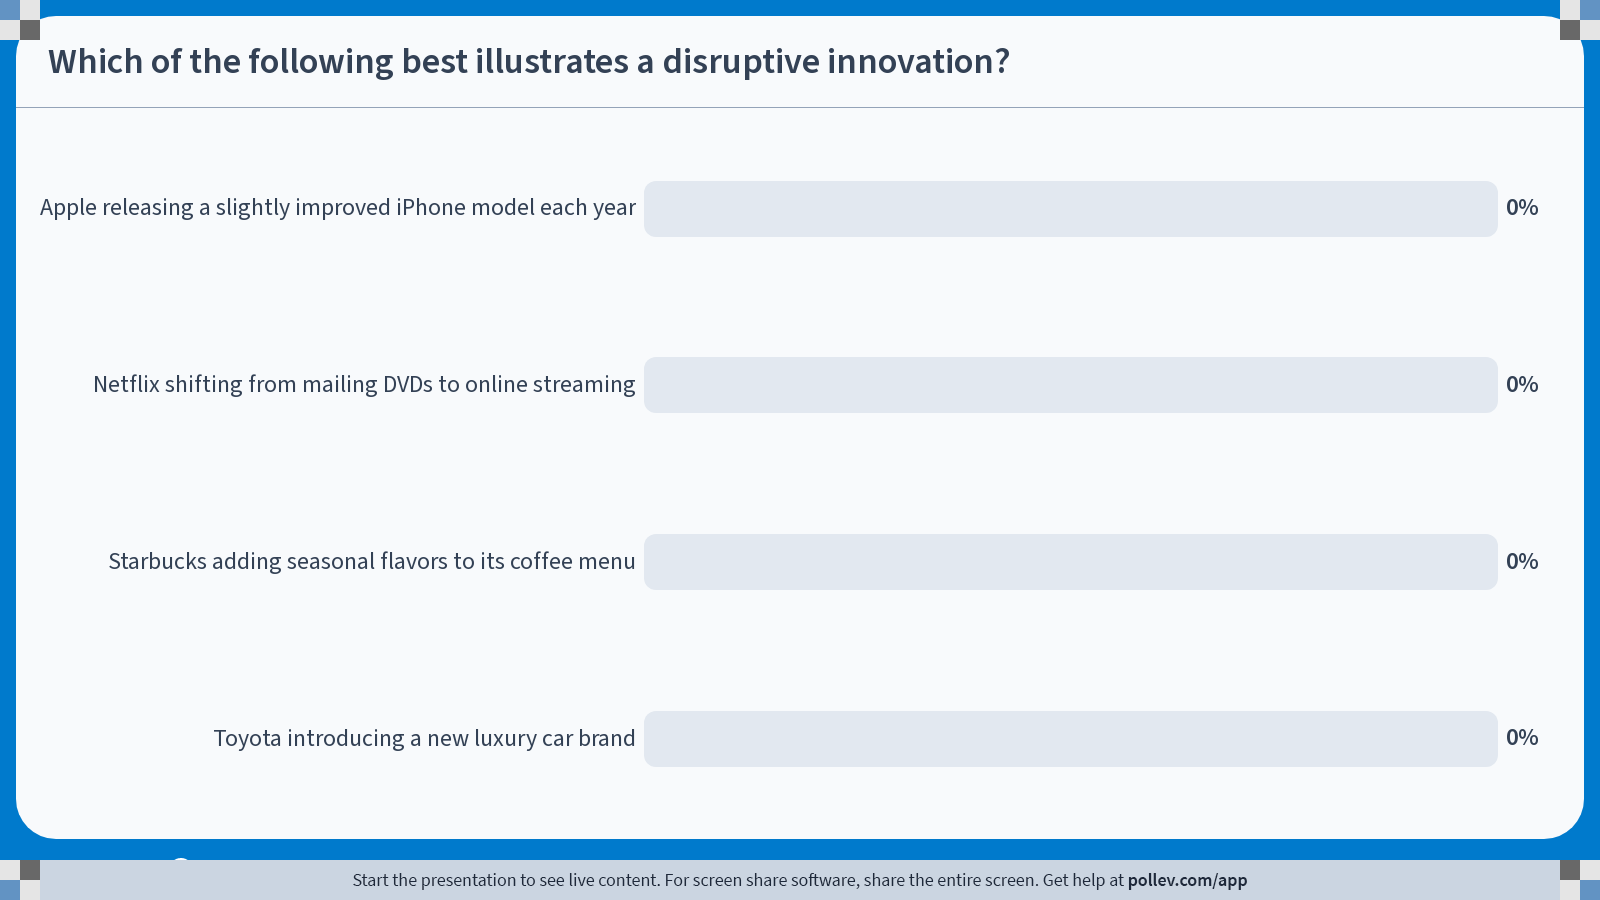 Which of the following best illustrates a disruptive innovation?
Apple releasing a slightly improved iPhone model each year 0%
Netflix shifting from mailing DVDs to online streaming 0%
Starbucks adding seasonal flavors to its coffee menu 0%
Toyota introducing a new luxury car brand 0%
Start the presentation to see live content. For screen share software, share the entire screen. Get help at pollev.com/app